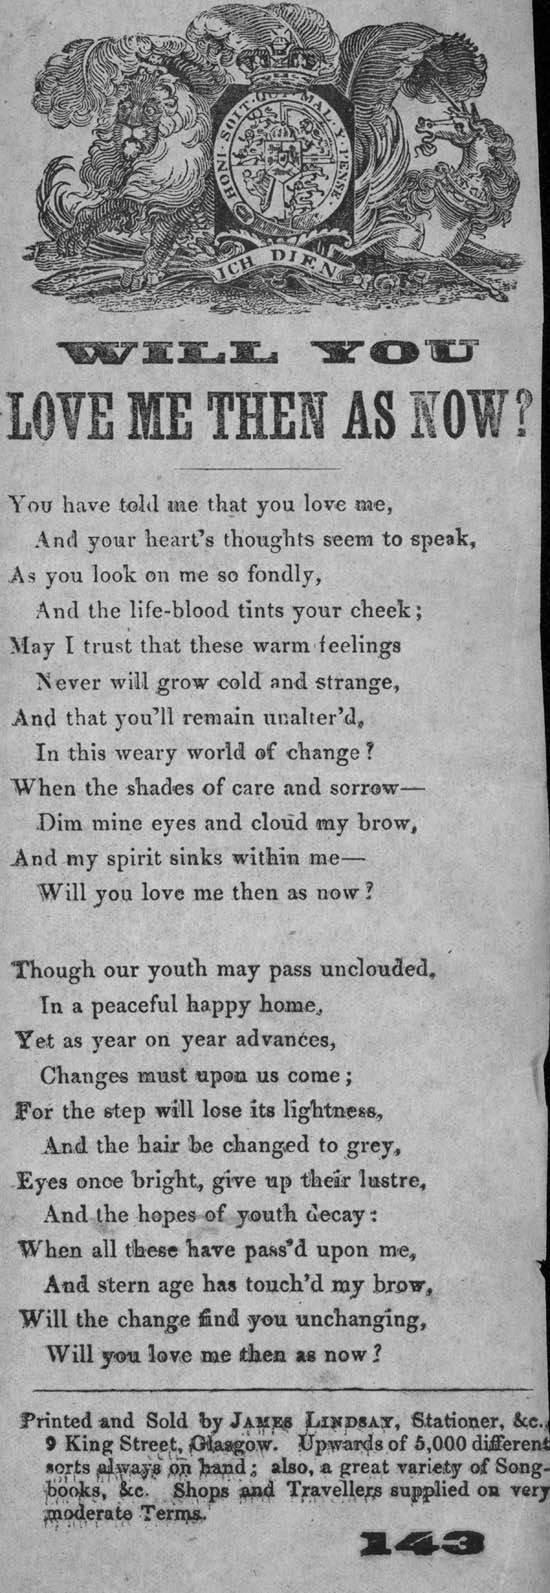 HONI. SOIT. QUI MAL. Y. PENSE.
ICH DIEN
WILL YOU
LOVE ME THEN AS NOW?
You have told me that you love me,
And your heart's thoughts seem to speak,
As you look on me so fondly,
And the life-blood tints your cheek;
May I trust that these warm feelings
Never will grow cold and strange,
And that you'll remain unalter'd,
In this weary world of change?
When the shades of care and sorrow—
Dim mine eyes and cloud my brow,
And my spirit sinks within me—
Will you love me then as now?
Though our youth may pass unclouded,
In a peaceful happy home,
Yet as year on year advances,
Changes must upon us come;
For the step will lose its lightness,
And the hair be changed to grey,
Eyes once bright, give up their lustre,
And the hopes of youth decay:
When all these have pass'd upon me,
And stern age has touch'd my brow,
Will the change find you unchanging,
Will you love me then as now?
Printed and Sold by JAMES LINDSAY, Stationer, &c.,
9 King Street, Glasgow. Upwards of 5,000 different
sorts always on hand; also, a great variety of Song-
books, &c. Shops and Travellers supplied on very
moderate Terms.
143